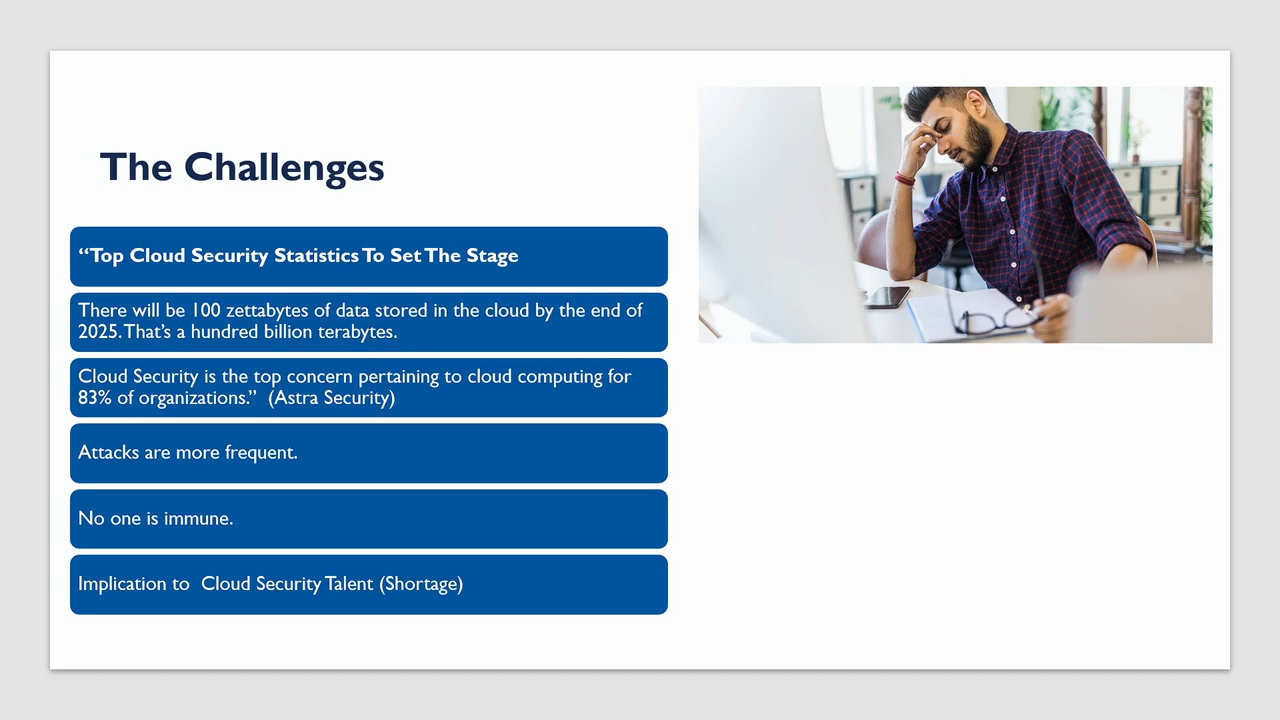 The Challenges
“Top Cloud Security Statistics To Set The Stage
There will be 100 zettabytes of data stored in the cloud by the end of
2025. That’s a hundred billion terabytes.
Cloud Security is the top concern pertaining to cloud computing for
83% of organizations.”  (Astra Security)
Attacks are more frequent.
No one is immune.
Implication to  Cloud Security Talent (Shortage)